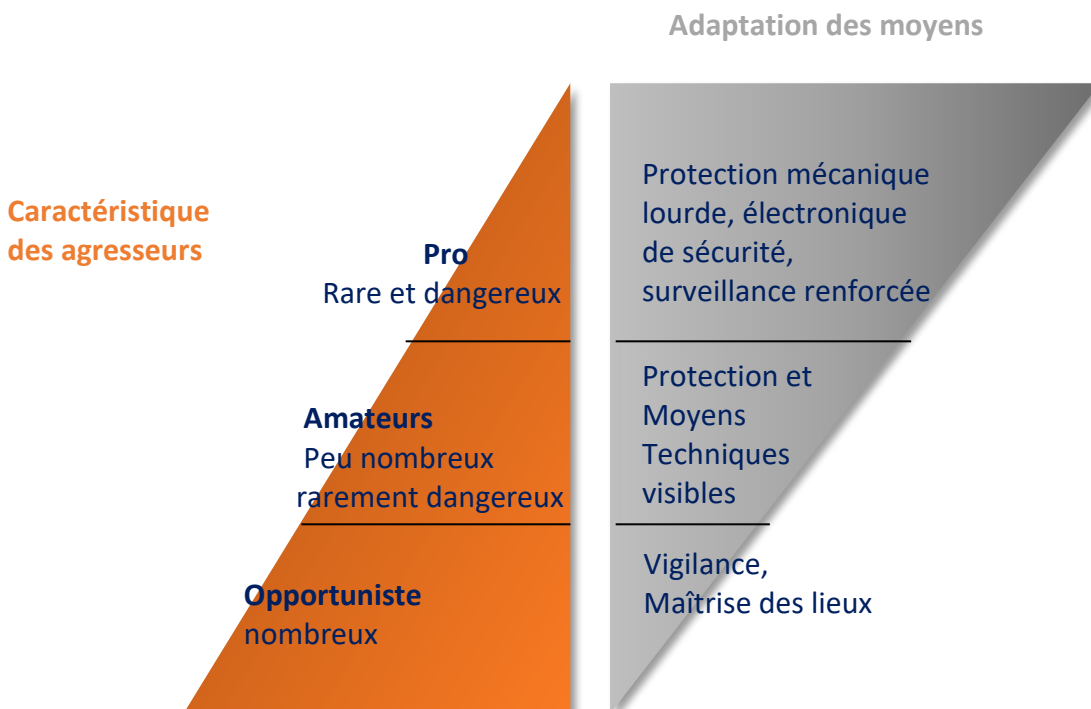 Adaptation des moyens
Caractéristique
des agresseurs
Pro
Rare et dangereux
Protection mécanique
lourde, électronique
de sécurité,
surveillance renforcée
Amateurs
Peu nombreux
rarement dangereux
Protection et
Moyens
Techniques
visibles
Opportuniste
nombreux
Vigilance,
Maîtrise des lieux